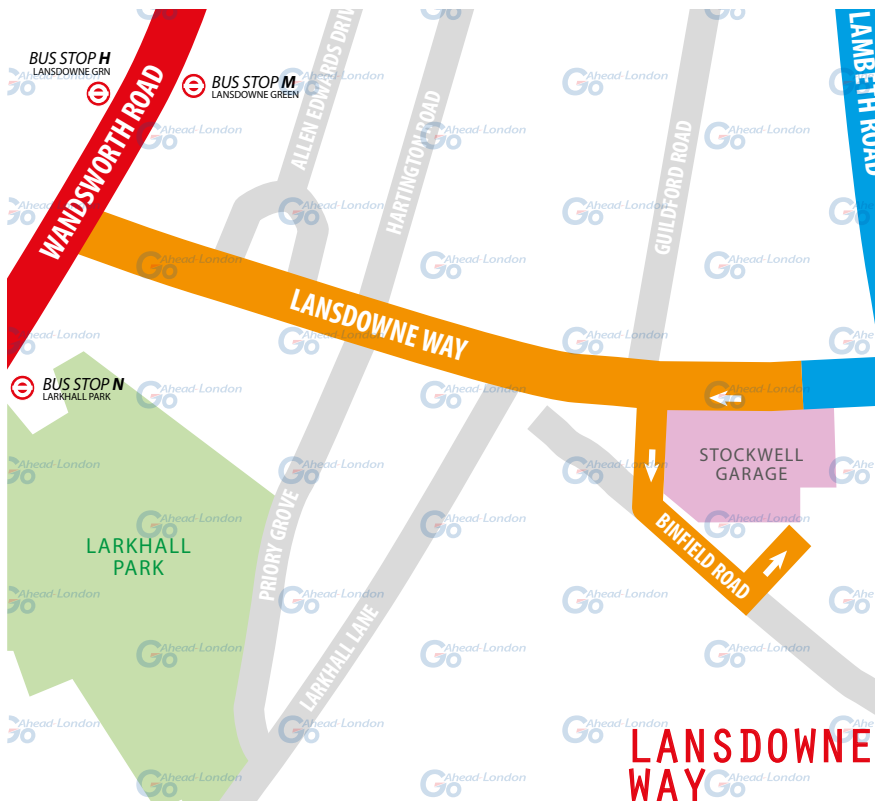 BUS STOP H
LANSDOWNE GRN
BUS STOP M
LANSDOWNE GREEN
WANDSWORTH ROAD
ALLEN EDWARDS DRIV
HARTINGTON ROAD
GUILDFORD ROAD
LAMBETH ROAD
LANSDOWNE WAY
BUS STOP N
LARKHALL PARK
STOCKWELL
GARAGE
BINFIELD ROAD
LARKHALL
PARK
PRIORY GROVE
LARKHALL LANE
LANSDOWNE
WAY
Go Ahead-London